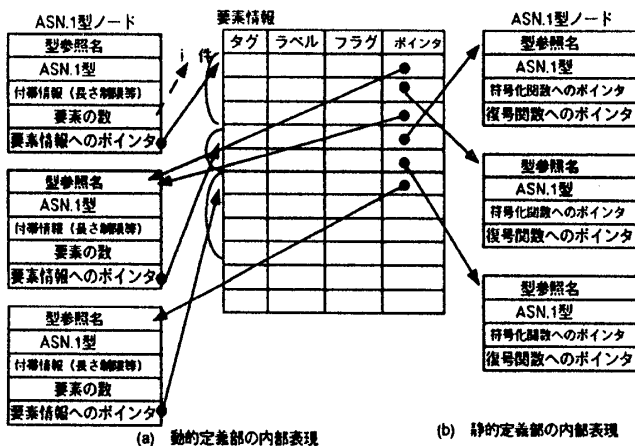 ASN.1型ノード
型参照名
ASN.1型
付帯情報（長さ制限等）
要素の数
要素情報へのポインタ
型参照名
ASN.1型
付帯情報（長さ制限等）
要素の数
要素情報へのポインタ
型参照名
ASN.1型
付帯情報（長さ制限等）
要素の数
要素情報へのポインタ
i 件
要素情報
タグ ラベル フラグ ポインタ
ASN.1型ノード
型参照名
ASN.1型
符号化関数へのポインタ
復号関数へのポインタ
型参照名
ASN.1型
符号化関数へのポインタ
復号関数へのポインタ
型参照名
ASN.1型
符号化関数へのポインタ
復号関数へのポインタ
(a) 動的定義部の内部表現
(b) 静的定義部の内部表現